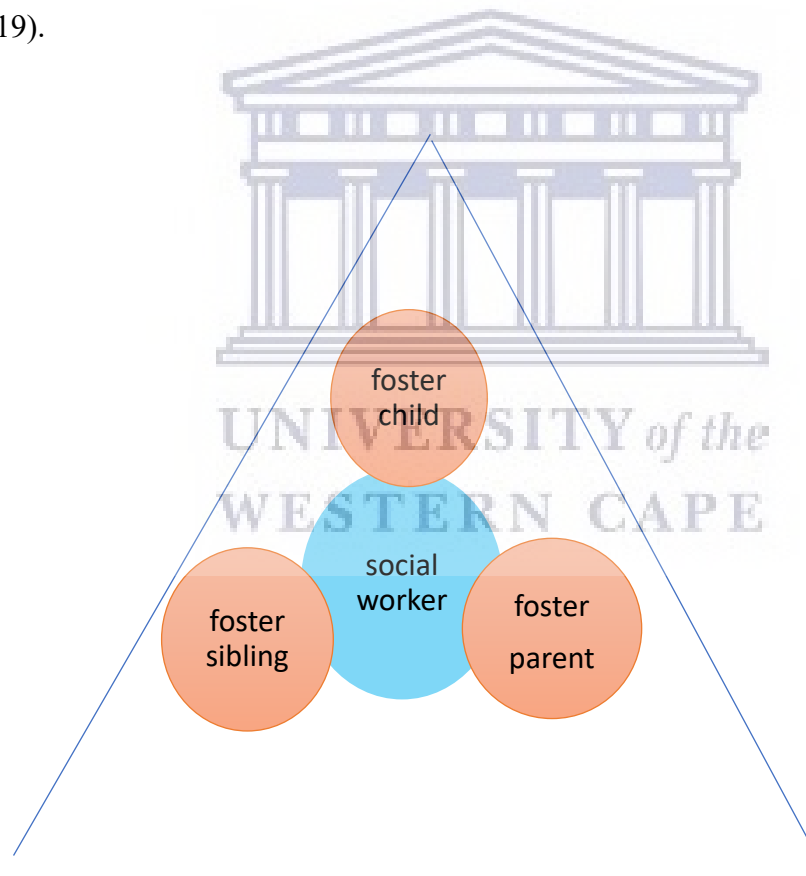 19).
foster
child
UNIVERSITY of the
WESTERN CAPE
social
worker
foster
sibling
foster
parent